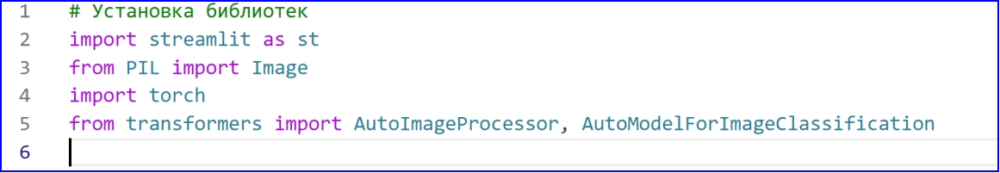 1 # Установка библиотек
2 import streamlit as st
3 from PIL import Image
4 import torch
5 from transformers import AutoImageProcessor, AutoModelForImageClassification
6